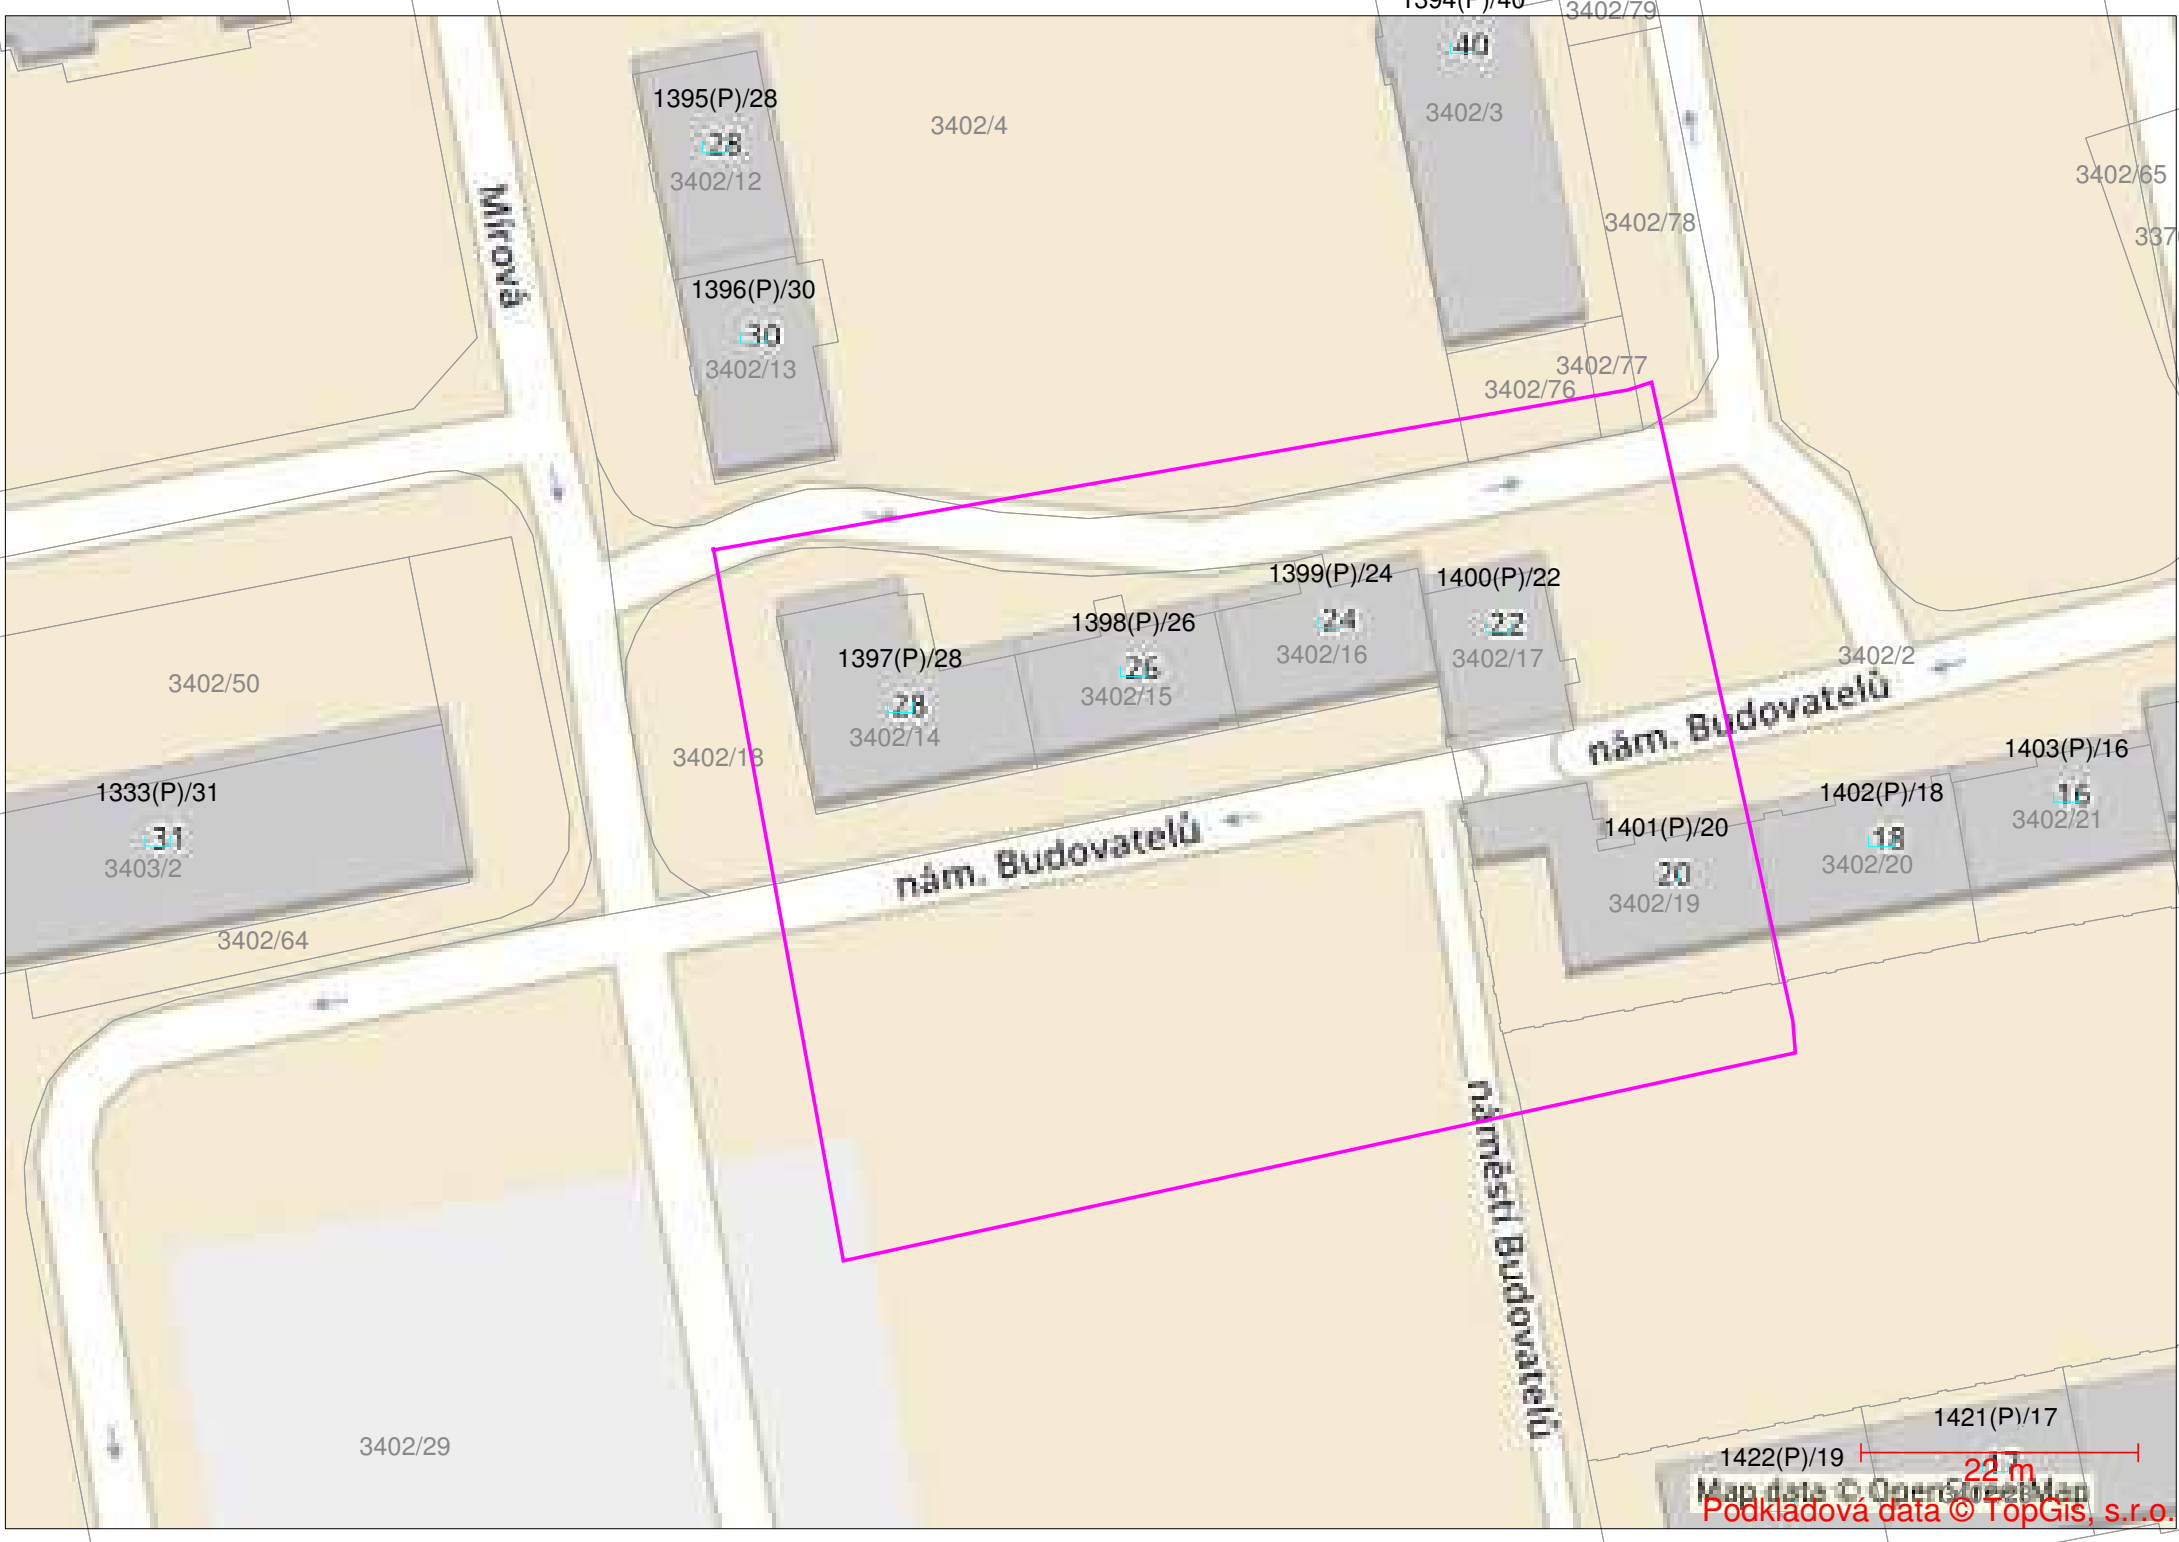 1394(P)/40
3402/79
40
1395(P)/28
3402/4
3402/3
28
3402/12
3402/65
Mírová
3402/78
1396(P)/30
30
3402/13
3402/77
3402/76
1399(P)/24
1400(P)/22
1398(P)/26
24
22
3402/16
3402/17
3402/2
1397(P)/28
26
3402/15
3402/50
28
3402/14
nám. Budovatelů
3402/18
1403(P)/16
1333(P)/31
1402(P)/18
16
3402/21
1401(P)/20
nám. Budovatelů
31
3403/2
18
3402/20
20
3402/19
3402/64
náměstí Budovatelů
1421(P)/17
3402/29
1422(P)/19
17
22 m
Map data © OpenStreetMap
Podkladová data © TopGis, s.r.o.